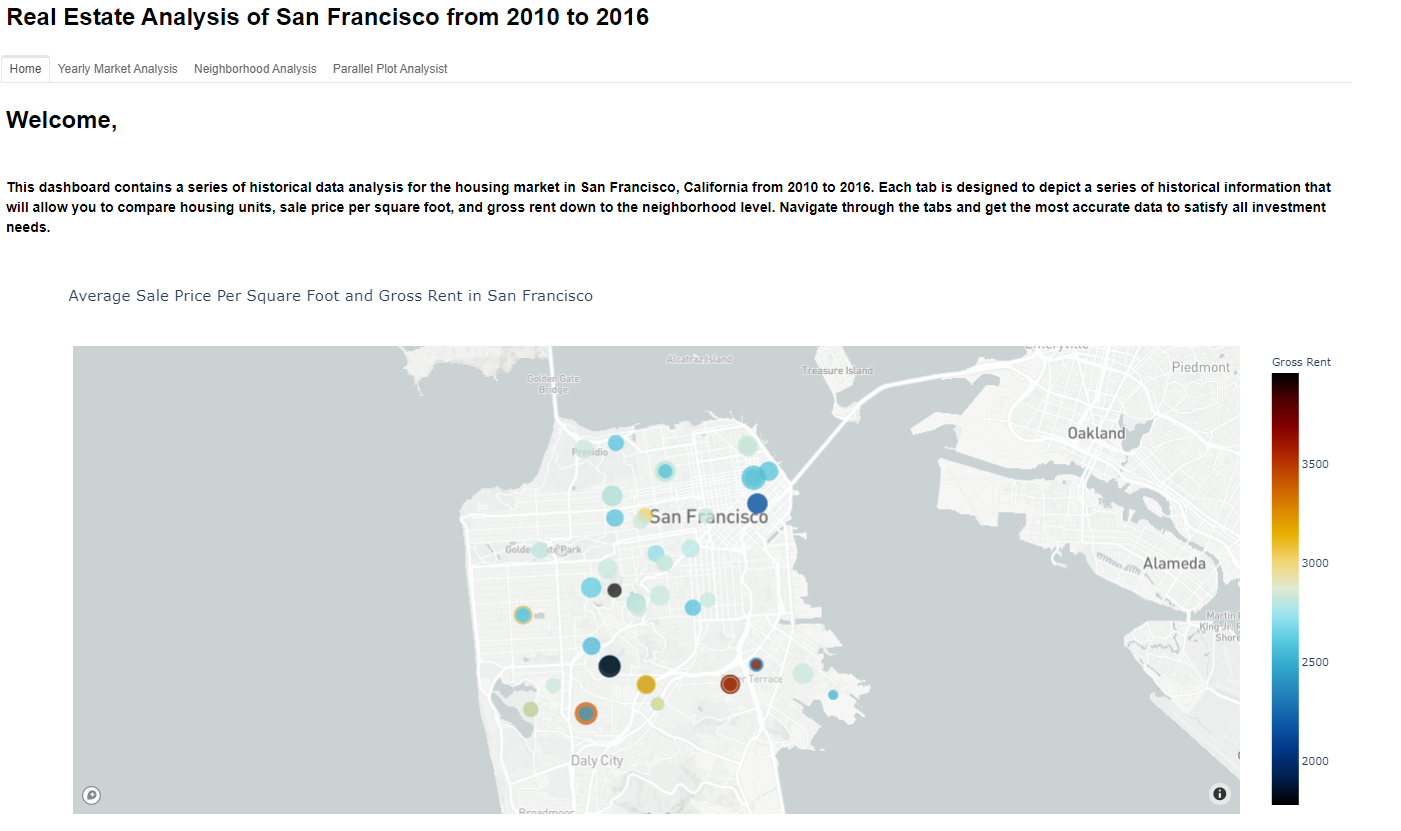 Real Estate Analysis of San Francisco from 2010 to 2016
Home Yearly Market Analysis Neighborhood Analysis Parallel Plot Analysist
Welcome,
This dashboard contains a series of historical data analysis for the housing market in San Francisco, California from 2010 to 2016. Each tab is designed to depict a series of historical information that
will allow you to compare housing units, sale price per square foot, and gross rent down to the neighborhood level. Navigate through the tabs and get the most accurate data to satisfy all investment
needs.
Average Sale Price Per Square Foot and Gross Rent in San Francisco
Emeryville
Alcatraz Island
Gross Rent
Treasure Island
Piedmont
Golden Gate
Bridge
Oakland
Presidio
3500
San Francisco
Golden Gate Park
3000
Alameda
Martin
King Jr. R
Shore
2500
Terrace
Daly City
2000
Broadmoor